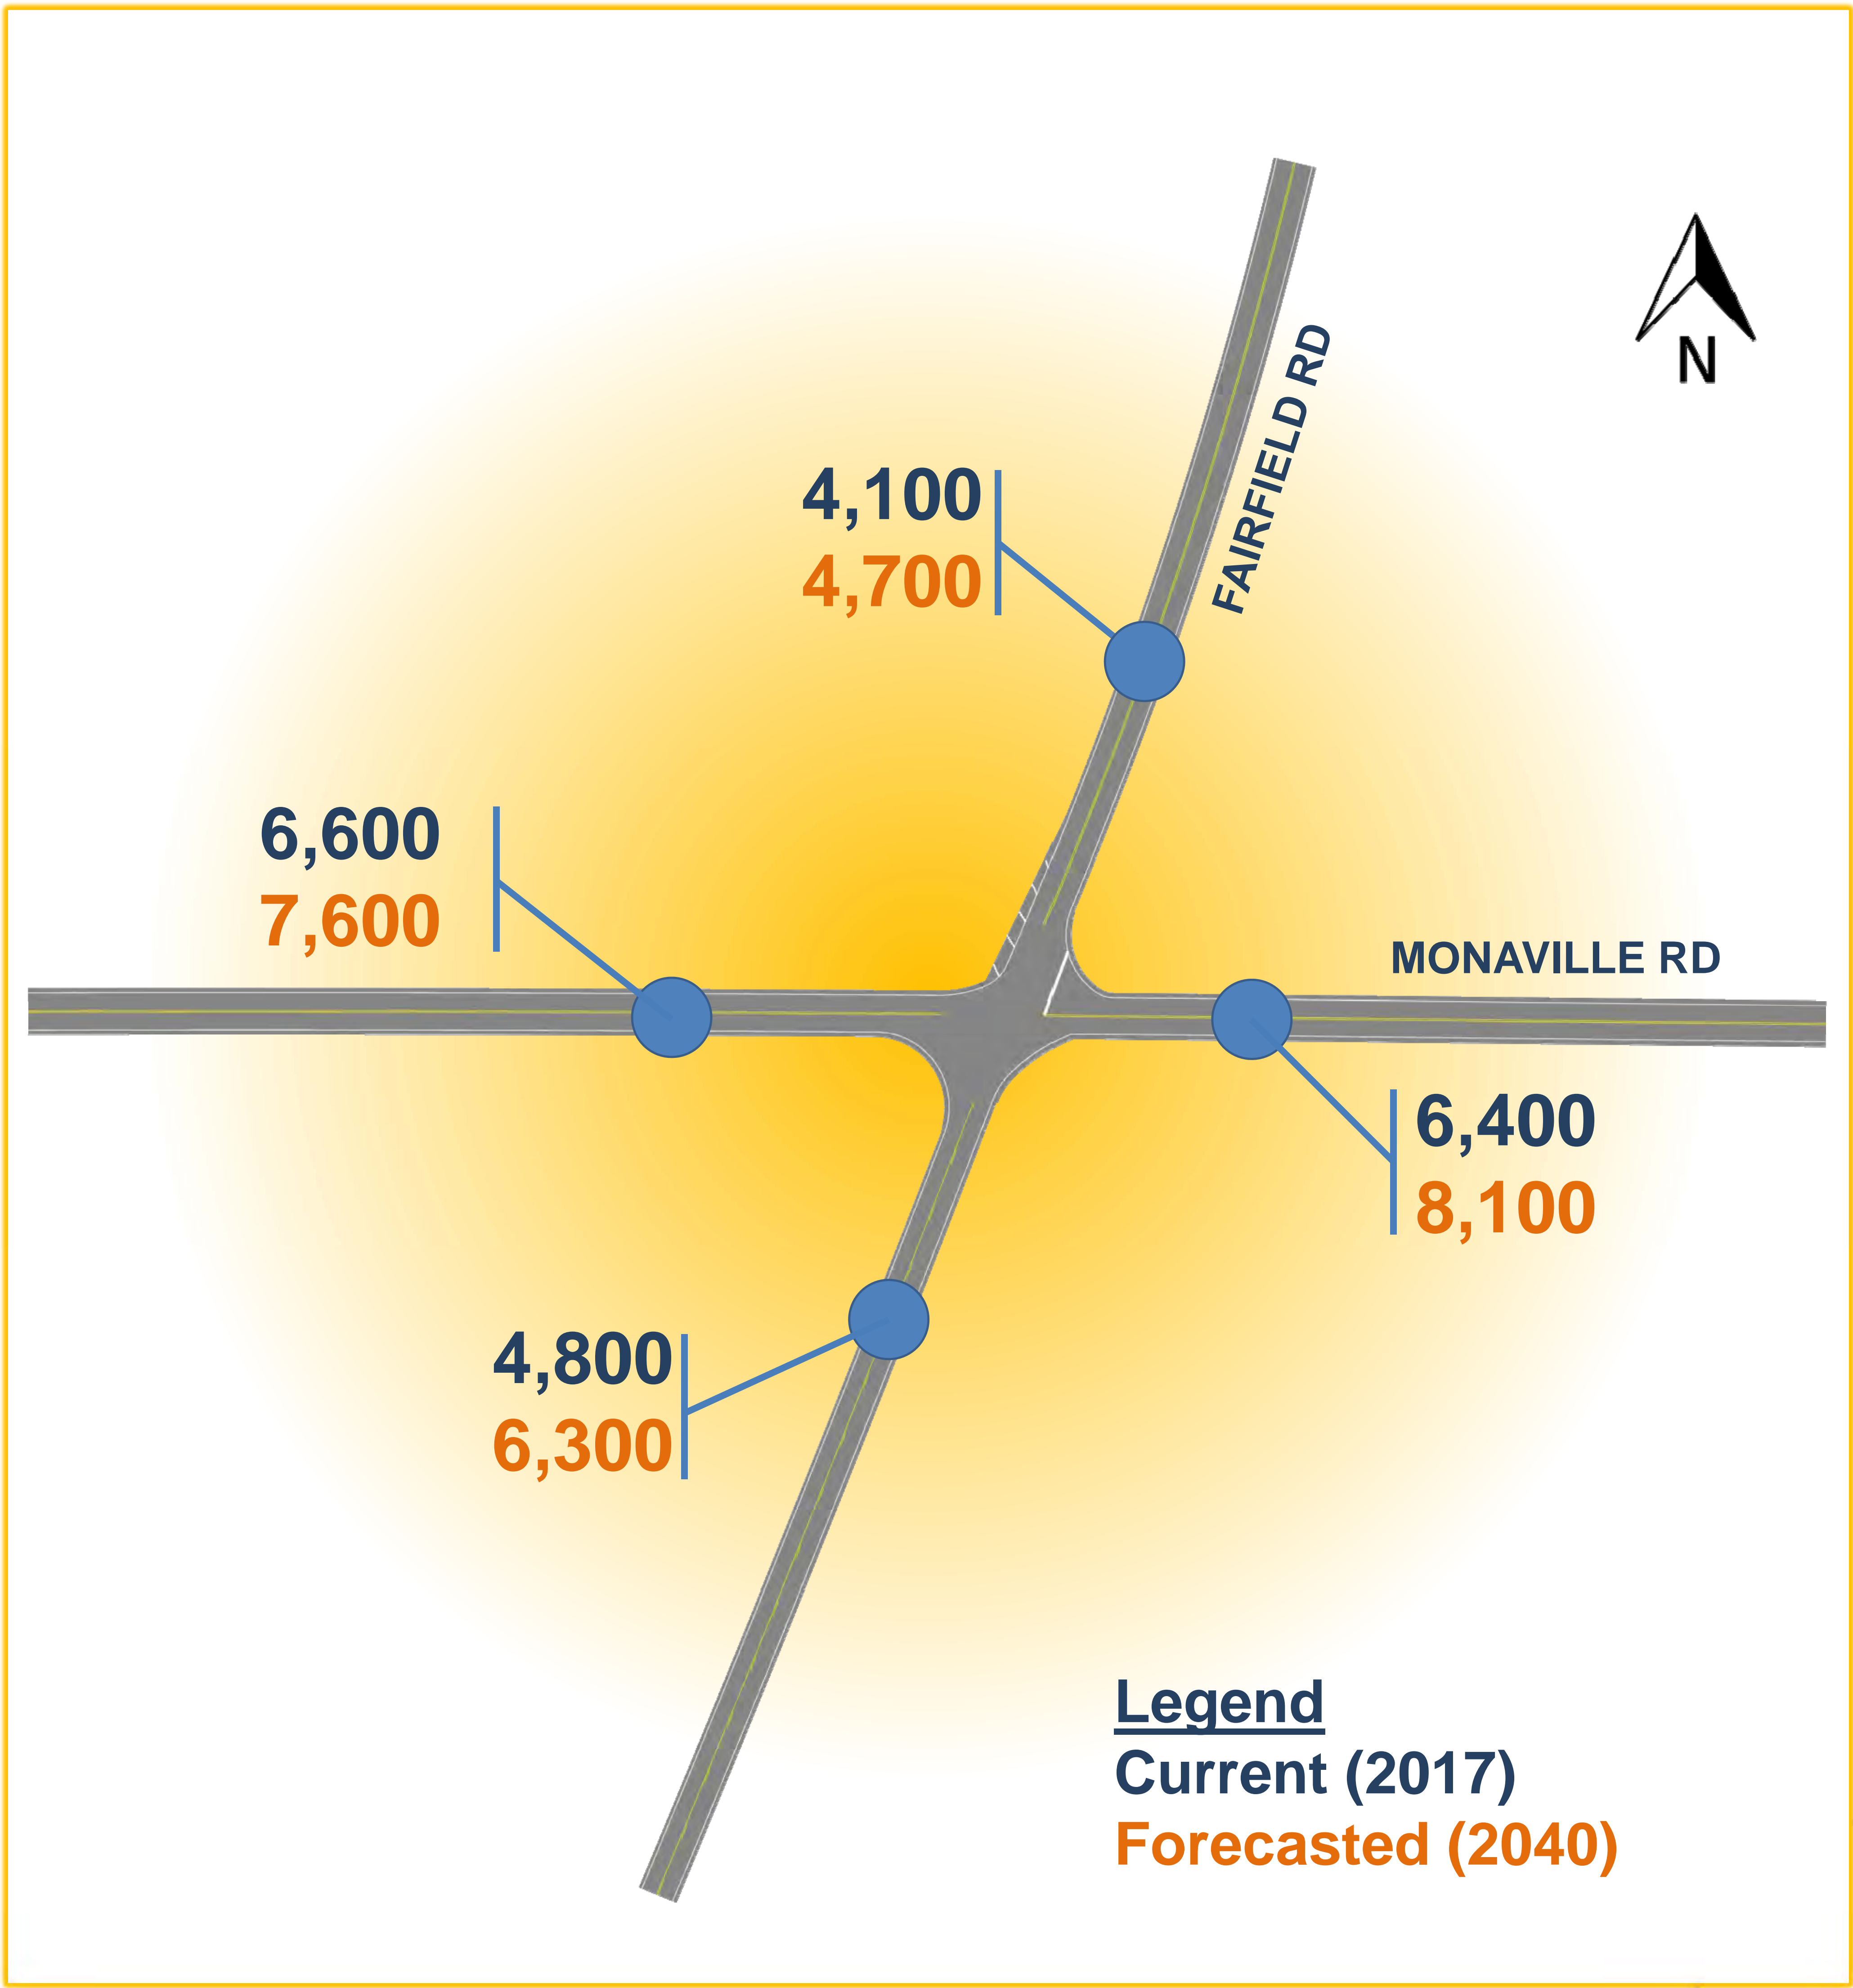 N
FAIRFIELD RD
4,100
4,700
6,600
7,600
MONAVILLE RD
6,400
8,100
4,800
6,300
Legend
Current (2017)
Forecasted (2040)